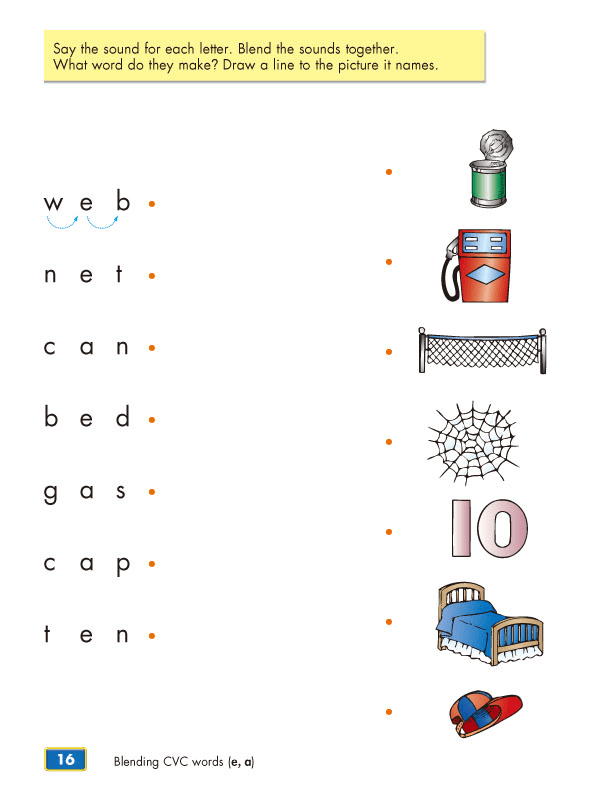 Say the sound for each letter. Blend the sounds together.
What word do they make? Draw a line to the picture it names.
w e b
n e t
c a n
b e d
g a s
c a p
t e n
10
16
Blending CVC words (e, a)